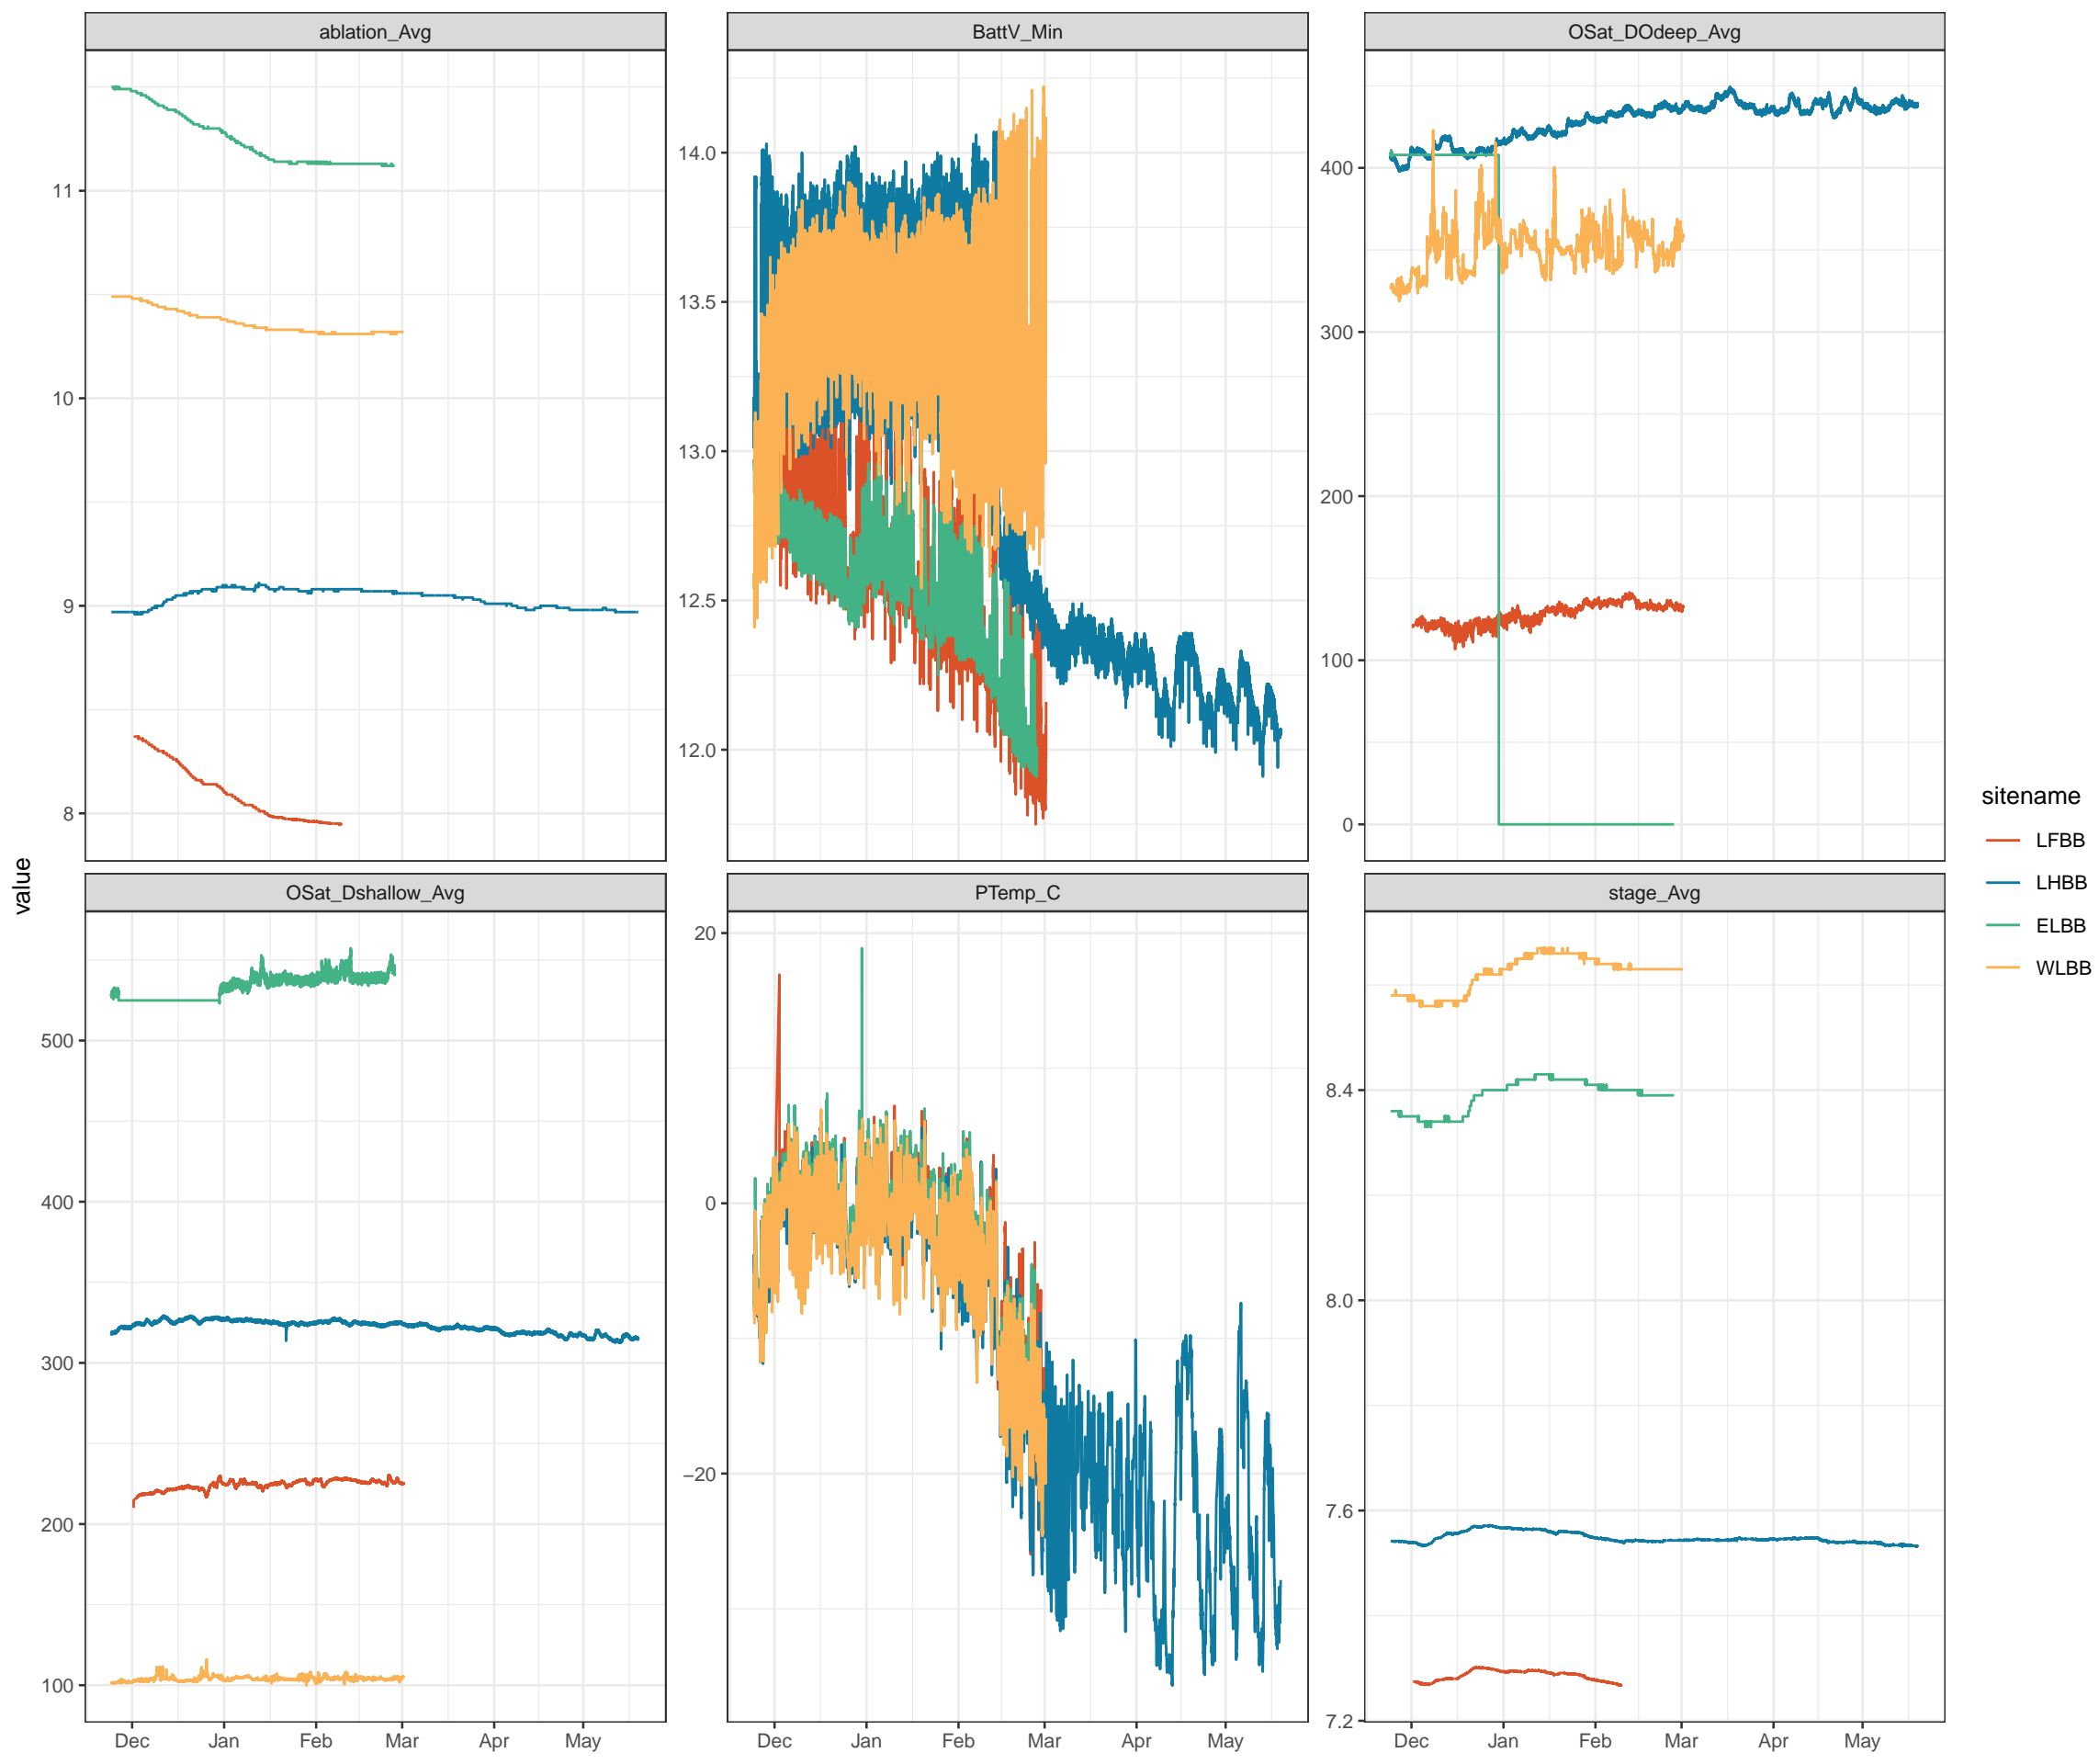 ablation_Avg
BattV_Min
OSat_DOdeep_Avg
11
10
9
8
14.0
13.5
13.0
12.5
12.0
400
300
200
100
0
value
OSat_Dshallow_Avg
PTemp_C
stage_Avg
500
400
300
200
100
20
0
−20
8.4
8.0
7.6
7.2
Dec Jan Feb Mar Apr May
Dec Jan Feb Mar Apr May
Dec Jan Feb Mar Apr May
sitename
LFBB
LHBB
ELBB
WLBB